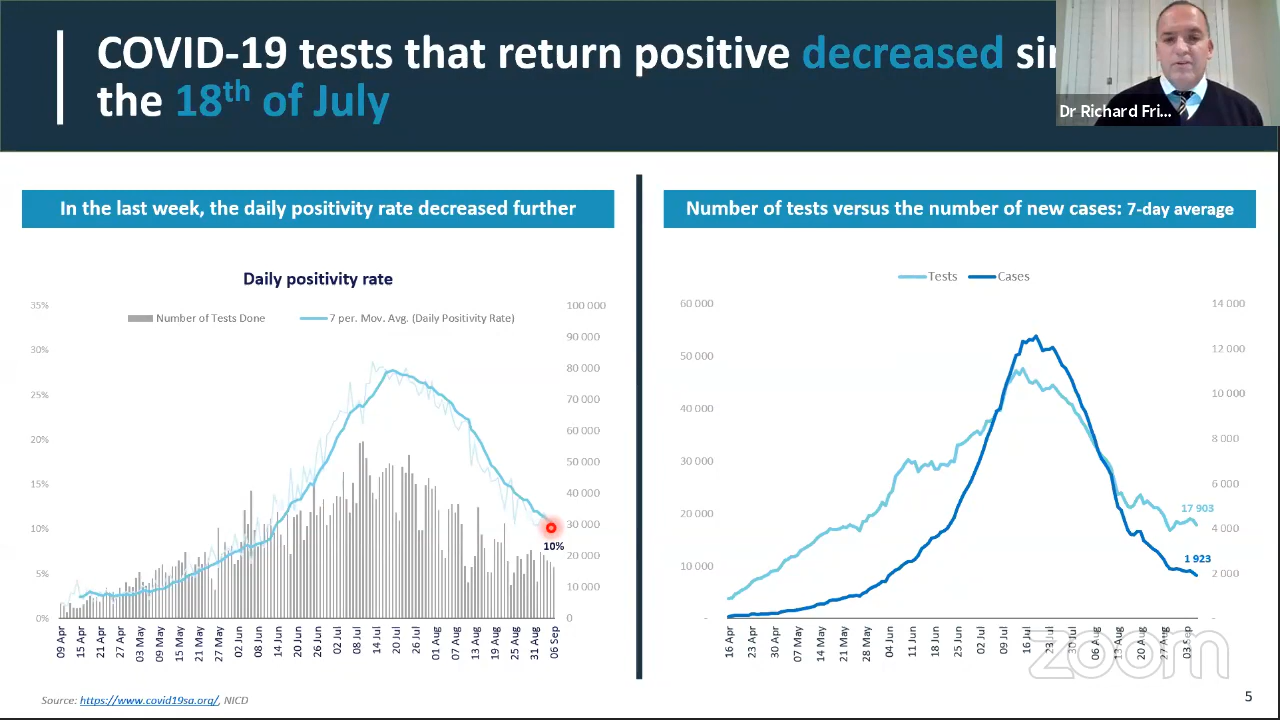 COVID-19 tests that return positive decreased
the 18th of July
Dr Richard Fri...
In the last week, the daily positivity rate decreased further
Daily positivity rate
Number of Tests Done
7 per. Mov. Avg. (Daily Positivity Rate)
35%
30%
25%
20%
15%
10%
5%
0%
100 000
90 000
80 000
70 000
60 000
50 000
40 000
30 000
20 000
10 000
0
10%
09 Apr
15 Apr
21 Apr
27 Apr
03 May
09 May
15 May
21 May
27 May
02 Jun
08 Jun
14 Jun
20 Jun
26 Jun
02 Jul
08 Jul
14 Jul
20 Jul
26 Jul
01 Aug
07 Aug
13 Aug
19 Aug
25 Aug
31 Aug
06 Sep
Number of tests versus the number of new cases: 7-day average
Tests
Cases
60 000
50 000
40 000
30 000
20 000
10 000
-
14 000
12 000
10 000
8 000
6 000
4 000
2 000
-
17 903
1 923
16 Apr
23 Apr
30 Apr
07 May
14 May
21 May
28 May
04 Jun
11 Jun
18 Jun
25 Jun
02 Jul
09 Jul
16 Jul
23 Jul
30 Jul
06 Aug
13 Aug
20 Aug
27 Aug
03 Sep
zoom
Source: https://www.covid19sa.org/, NICD
5